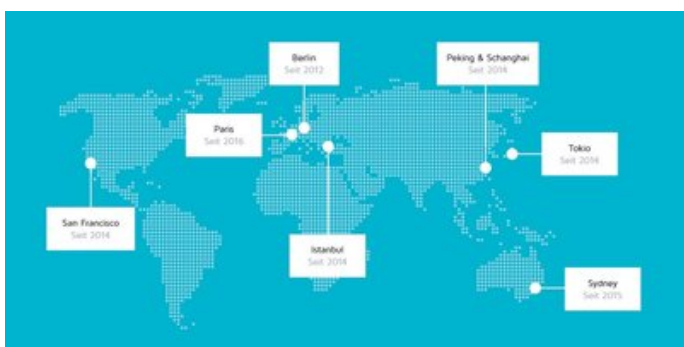 Berlin
Seit 2012
Peking & Schanghai
Seit 2014
Paris
Seit 2016
Tokio
Seit 2014
San Francisco
Seit 2014
Istanbul
Seit 2014
Sydney
Seit 2015